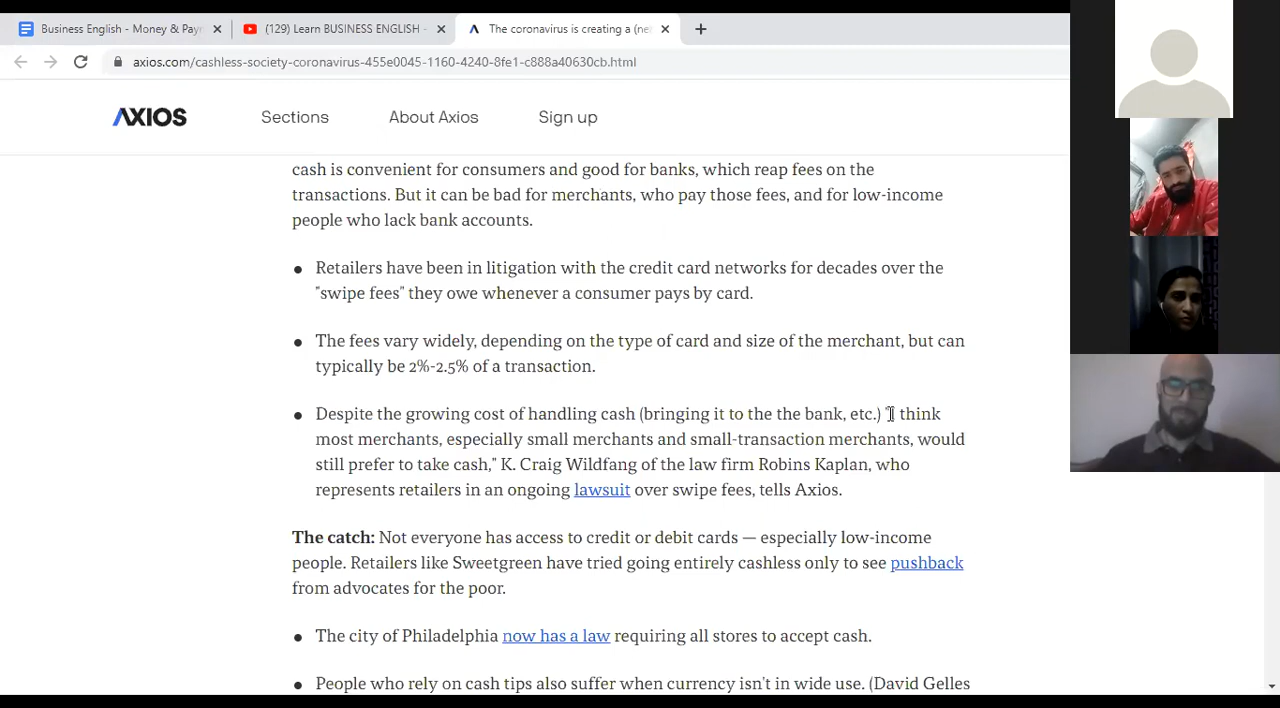 Business English - Money & Payr
(129) Learn BUSINESS ENGLISH -
The coronavirus is creating a (ne
axios.com/cashless-society-coronavirus-455e0045-1160-4240-8fe1-c888a40630cb.html
AXIOS
Sections
About Axios
Sign up
cash is convenient for consumers and good for banks, which reap fees on the
transactions. But it can be bad for merchants, who pay those fees, and for low-income
people who lack bank accounts.
● Retailers have been in litigation with the credit card networks for decades over the
"swipe fees" they owe whenever a consumer pays by card.
● The fees vary widely, depending on the type of card and size of the merchant, but can
typically be 2%-2.5% of a transaction.
● Despite the growing cost of handling cash (bringing it to the the bank, etc.) "I think
most merchants, especially small merchants and small-transaction merchants, would
still prefer to take cash," K. Craig Wildfang of the law firm Robins Kaplan, who
represents retailers in an ongoing lawsuit over swipe fees, tells Axios.
The catch: Not everyone has access to credit or debit cards — especially low-income
people. Retailers like Sweetgreen have tried going entirely cashless only to see pushback
from advocates for the poor.
● The city of Philadelphia now has a law requiring all stores to accept cash.
● People who rely on cash tips also suffer when currency isn't in wide use. (David Gelles